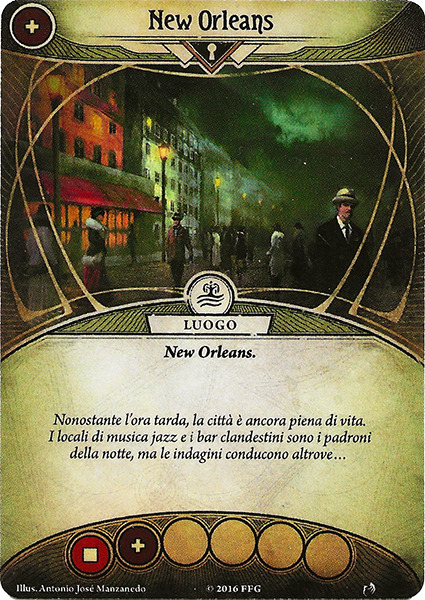 New Orleans
LUOGO
New Orleans.
Nonostante l'ora tarda, la città è ancora piena di vita.
I locali di musica jazz e i bar clandestini sono i padroni
della notte, ma le indagini conducono altrove…
Illus. Antonio José Manzanedo · © 2016 FFG